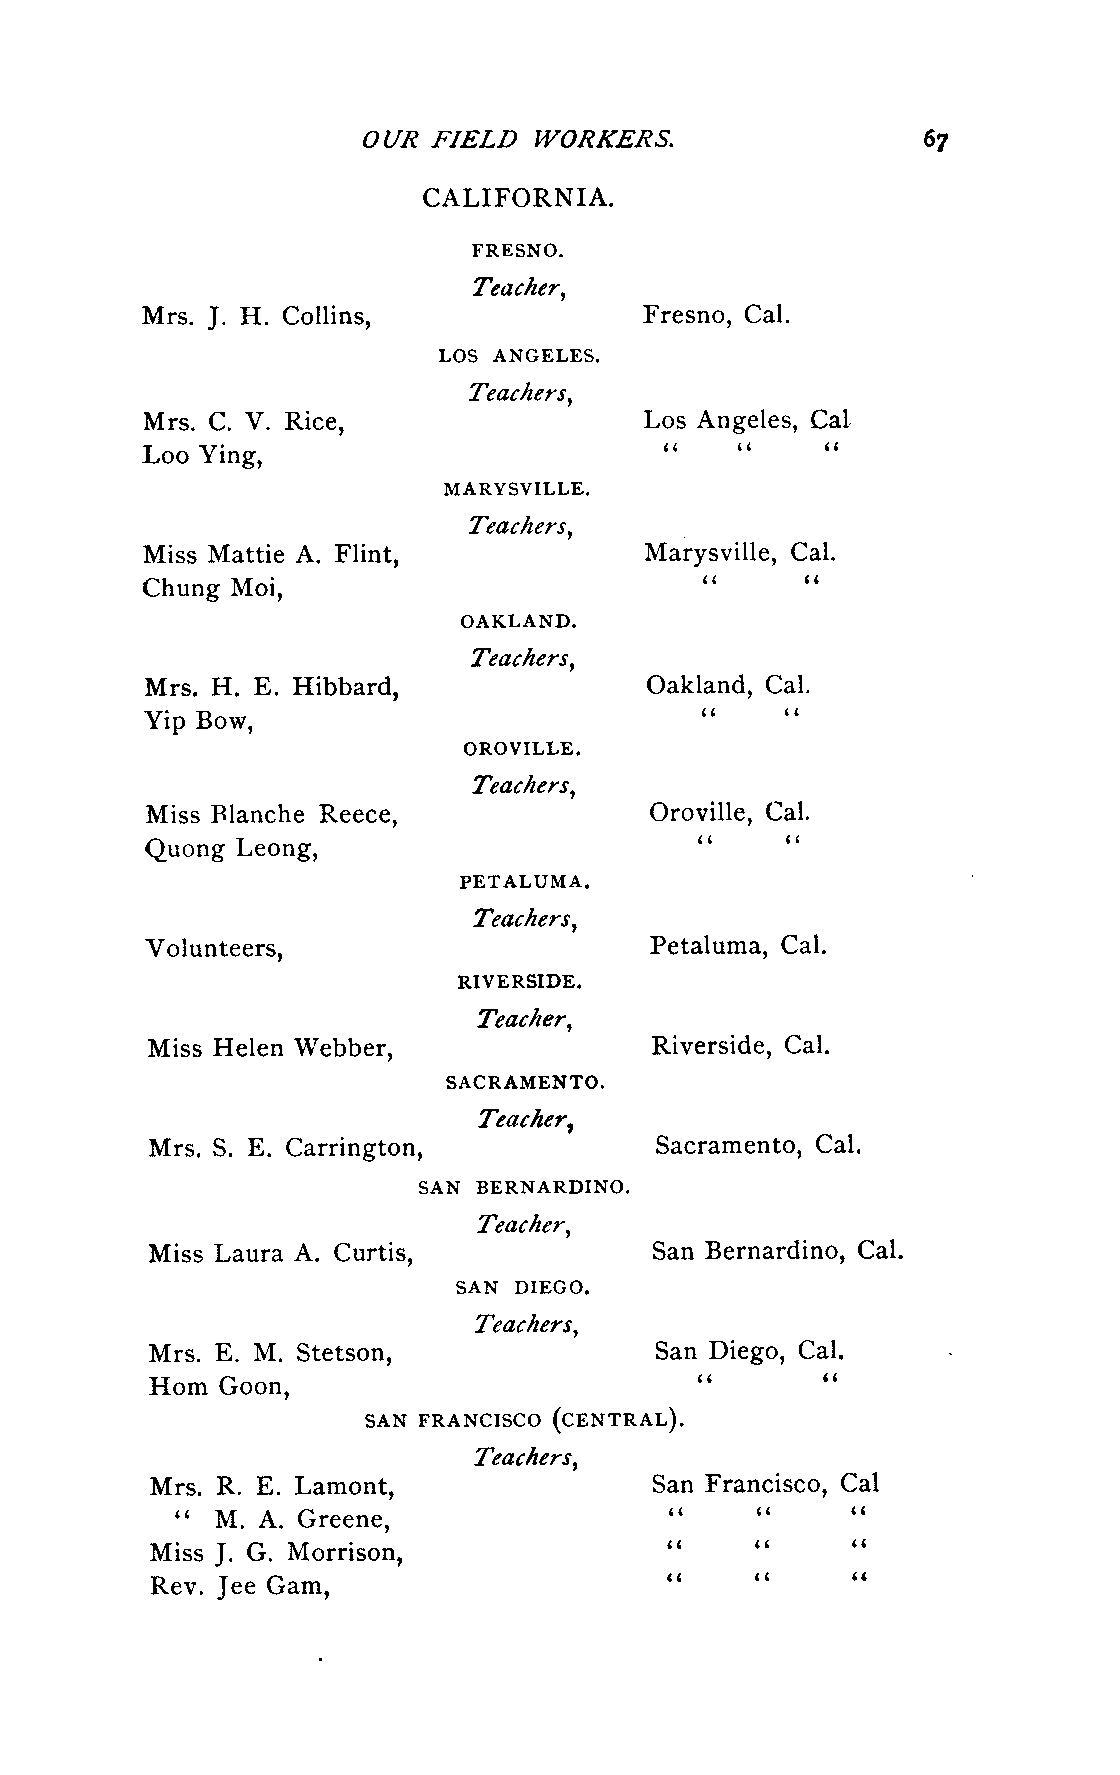 OUR FIELD WORKERS. 67
CALIFORNIA.
FRESNO.
Teacher,
Mrs. J. H. Collins, Fresno, Cal.
LOS ANGELES.
Teachers,
Mrs. C. V. Rice, Los Angeles, Cal
Loo Ying, “ “ “
MARYSVILLE.
Teachers,
Miss Mattie A. Flint, Marysville, Cal.
Chung Moi, “ “
OAKLAND.
Teachers,
Mrs. H. E. Hibbard, Oakland, Cal.
Yip Bow, “ “
OROVILLE.
Teachers,
Miss Blanche Reece, Oroville, Cal.
Quong Leong, “ “
PETALUMA.
Teachers,
Volunteers, Petaluma, Cal.
RIVERSIDE.
Teacher,
Miss Helen Webber, Riverside, Cal.
SACRAMENTO.
Teacher,
Mrs. S. E. Carrington, Sacramento, Cal.
SAN BERNARDINO.
Teacher,
Miss Laura A. Curtis, San Bernardino, Cal.
SAN DIEGO.
Teachers,
Mrs. E. M. Stetson, San Diego, Cal.
Hom Goon, “ “
SAN FRANCISCO (CENTRAL).
Teachers,
Mrs. R. E. Lamont, San Francisco, Cal
“ M. A. Greene, “ “ “
Miss J. G. Morrison, “ “ “
Rev. Jee Gam, “ “ “